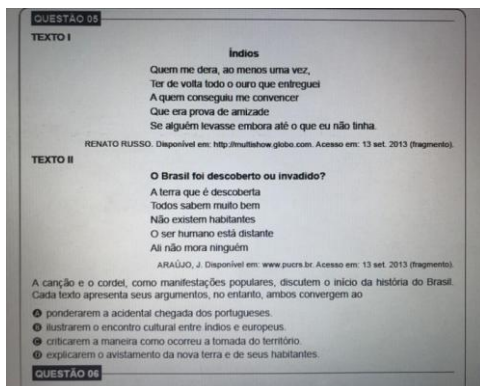 QUESTÃO 05
TEXTO I
Índios
Quem me dera, ao menos uma vez,
Ter de volta todo o ouro que entreguei
A quem conseguiu me convencer
Que era prova de amizade
Se alguém levasse embora até o que eu não tinha.
RENATO RUSSO. Disponível em: http://multishow.globo.com. Acesso em: 13 set. 2013 (fragmento).
TEXTO II
O Brasil foi descoberto ou invadido?
A terra que é descoberta
Todos sabem muito bem
Não existem habitantes
O ser humano está distante
Ali não mora ninguém
ARAÚJO, J. Disponível em: www.pucrs.br. Acesso em: 13 set. 2013 (fragmento).
A canção e o cordel, como manifestações populares, discutem o início da história do Brasil.
Cada texto apresenta seus argumentos, no entanto, ambos convergem ao
A ponderarem a acidental chegada dos portugueses.
B ilustrarem o encontro cultural entre índios e europeus.
C criticarem a maneira como ocorreu a tomada do território.
D explicarem o avistamento da nova terra e de seus habitantes.
QUESTÃO 06